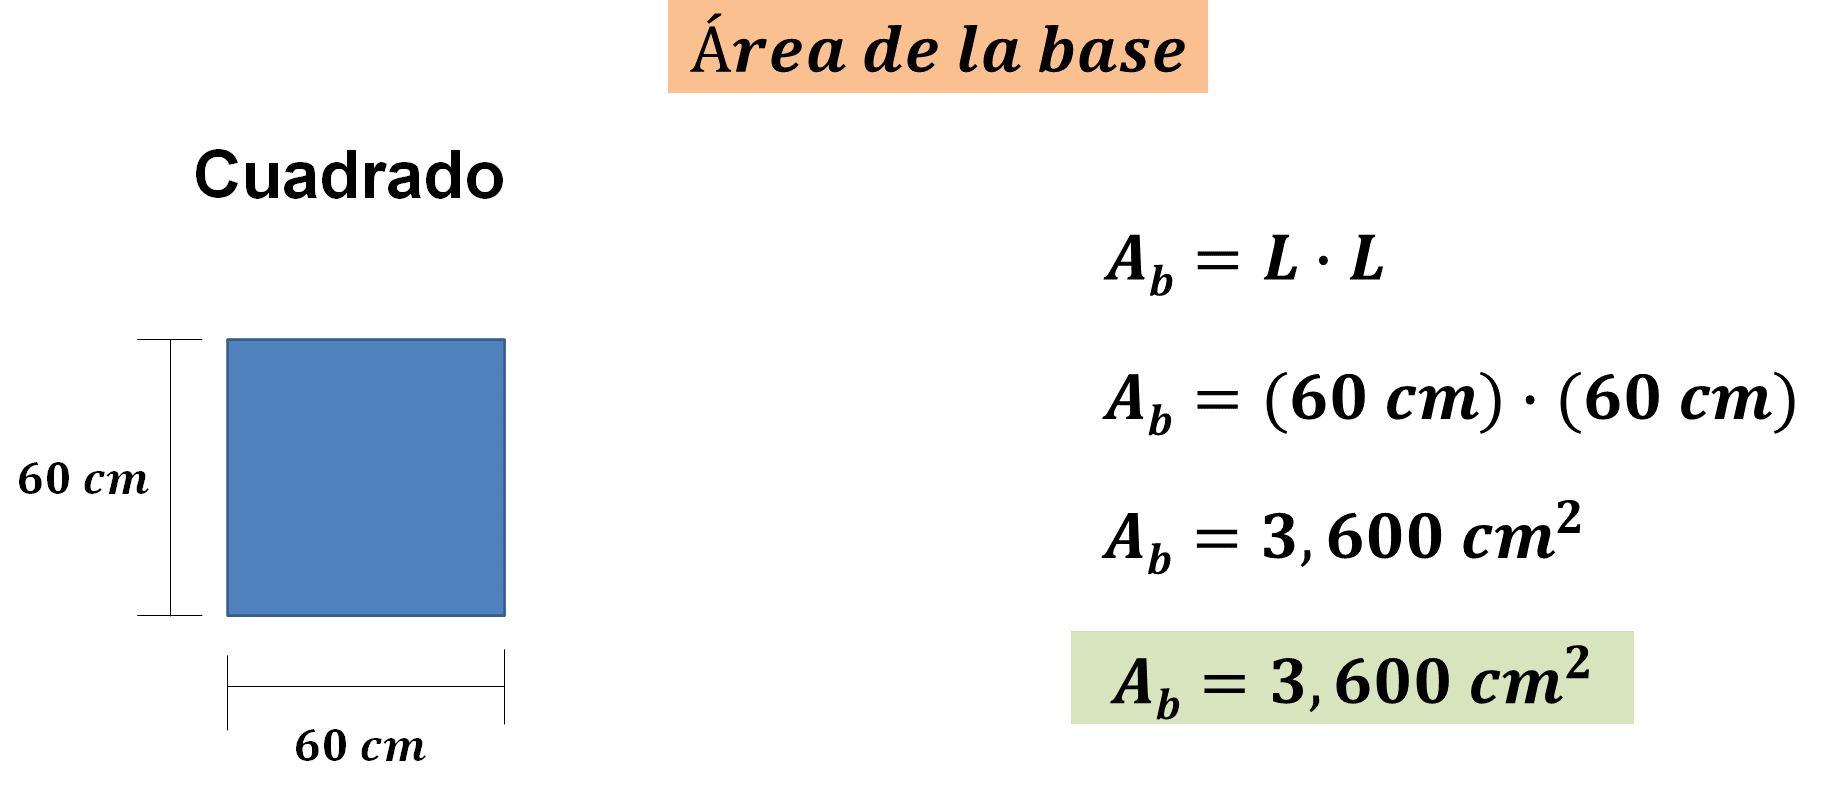 Área de la base
Cuadrado
A_b = L · L
A_b = (60 cm) · (60 cm)
60 cm
A_b = 3,600 cm²
A_b = 3,600 cm²
60 cm